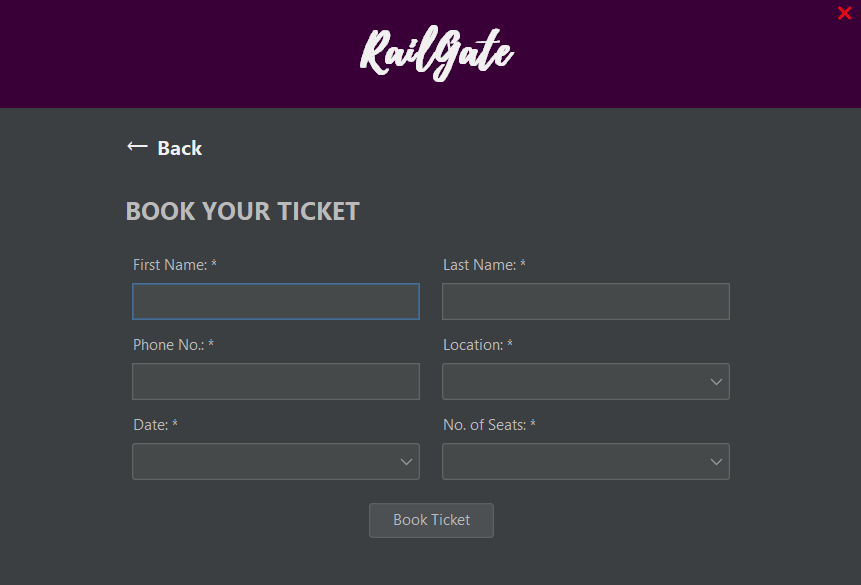 RailGate
← Back
BOOK YOUR TICKET
First Name: * Last Name: *
Phone No.: * Location: *
Date: * No. of Seats: *
Book Ticket